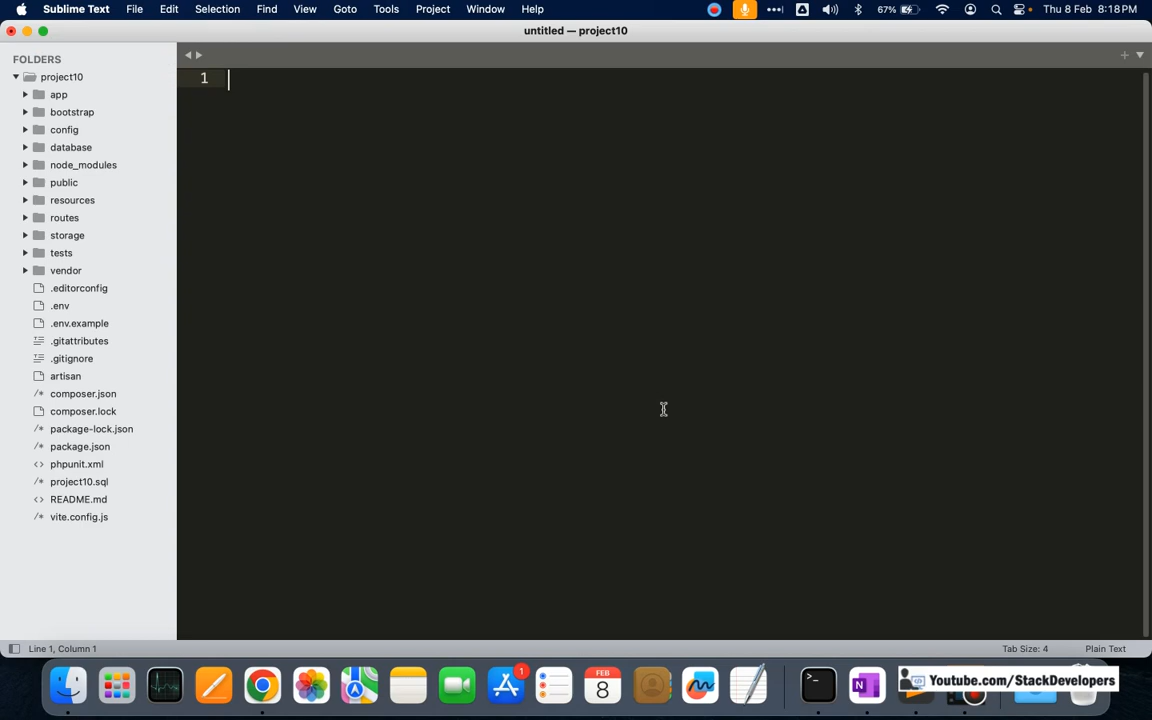 Sublime Text File Edit Selection Find View Goto Tools Project Window Help 67% Thu 8 Feb 8:18 PM
untitled — project10
FOLDERS
project10
app
bootstrap
config
database
node_modules
public
resources
routes
storage
tests
vendor
.editorconfig
.env
.env.example
.gitattributes
.gitignore
artisan
composer.json
composer.lock
package-lock.json
package.json
phpunit.xml
project10.sql
README.md
vite.config.js
1
Line 1, Column 1 Tab Size: 4 Plain Text
1
FEB
8
Youtube.com/StackDevelopers